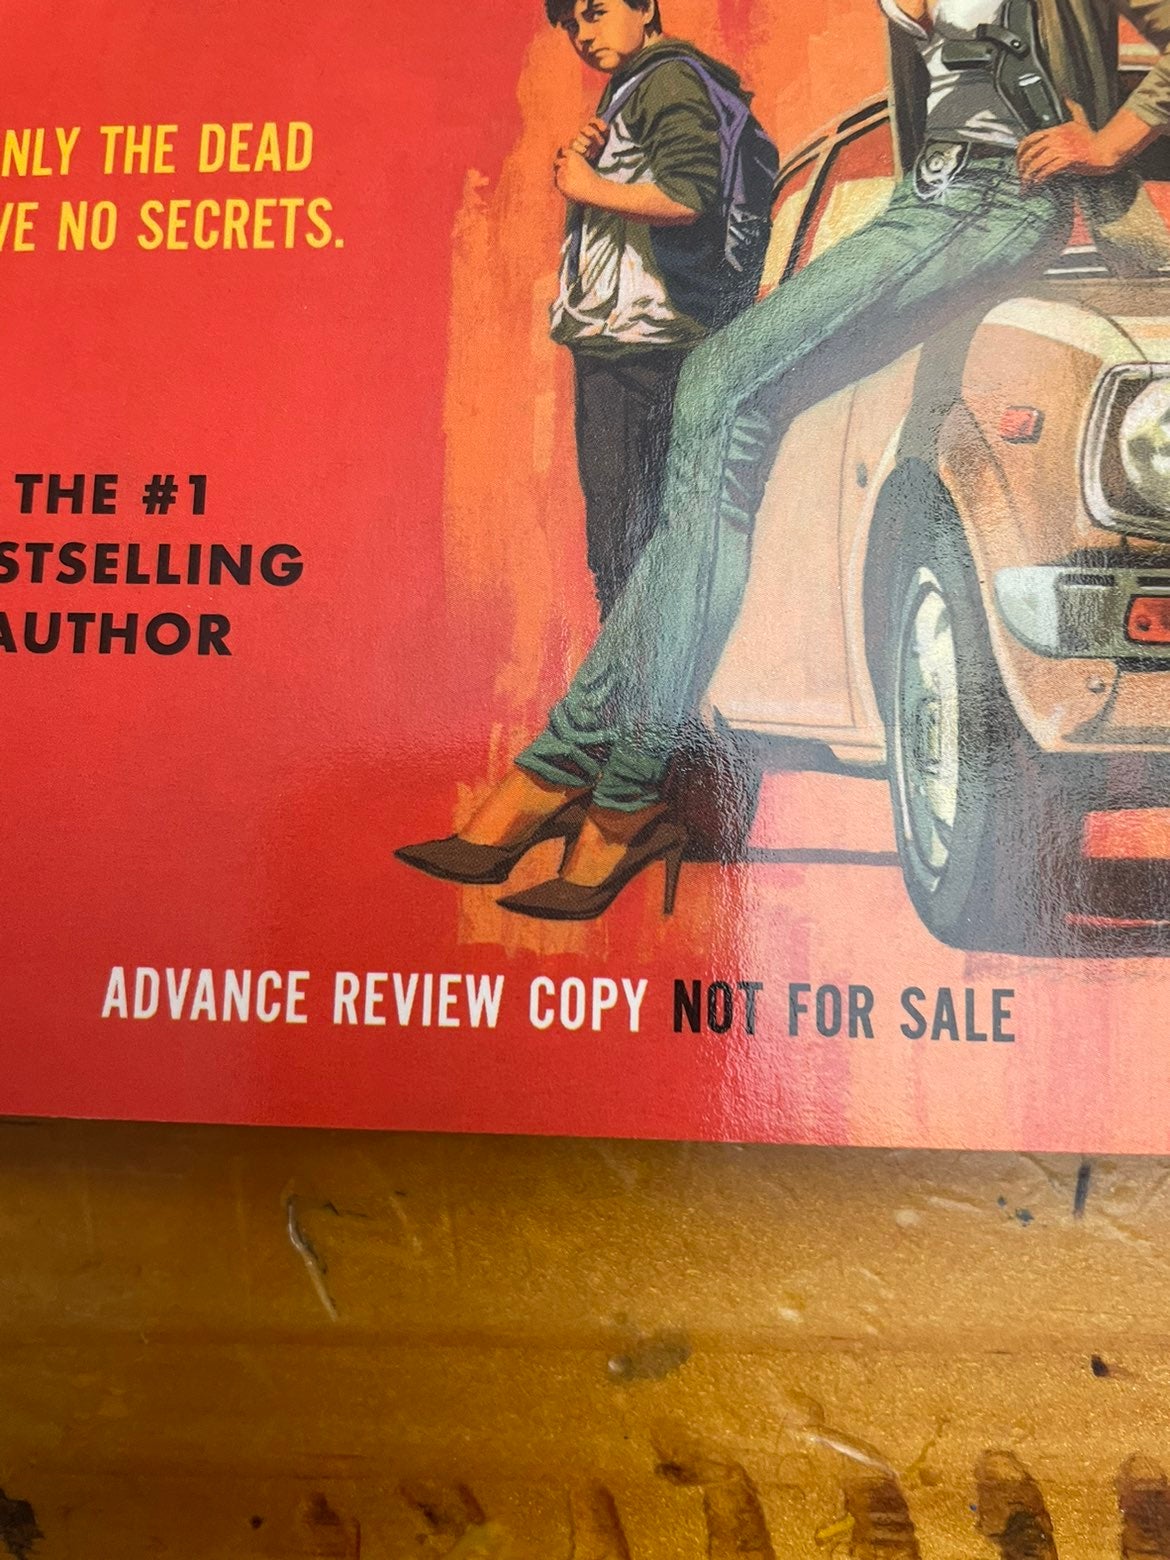 NLY THE DEAD
VE NO SECRETS.
THE #1
STSELLING
AUTHOR
ADVANCE REVIEW COPY NOT FOR SALE